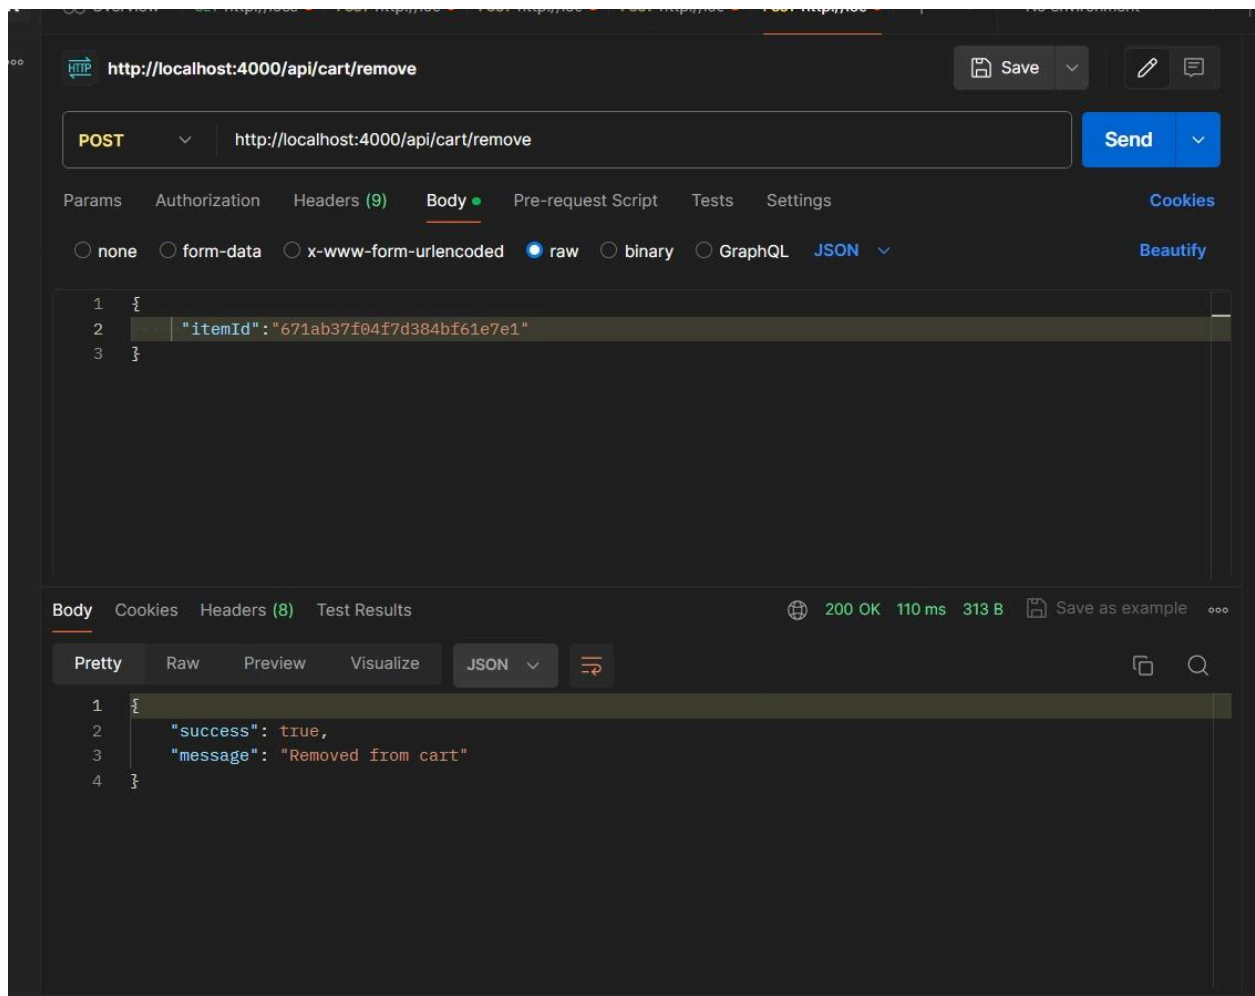 HTTP http://localhost:4000/api/cart/remove Save
POST http://localhost:4000/api/cart/remove Send
Params Authorization Headers (9) Body Pre-request Script Tests Settings Cookies
none form-data x-www-form-urlencoded raw binary GraphQL JSON Beautify
1 {
2 "itemId":"671ab37f04f7d384bf61e7e1"
3 }
Body Cookies Headers (8) Test Results 200 OK 110 ms 313 B Save as example
Pretty Raw Preview Visualize JSON
1 {
2 "success": true,
3 "message": "Removed from cart"
4 }